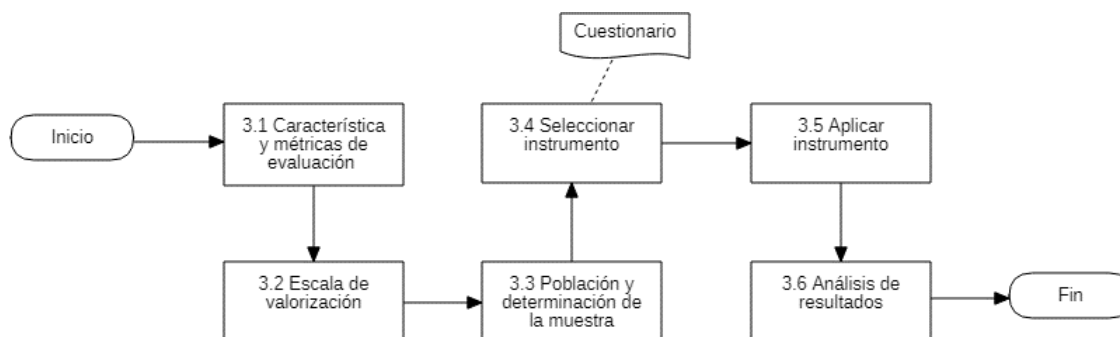 Cuestionario
Inicio
3.1 Característica
y métricas de
evaluación
3.4 Seleccionar
instrumento
3.5 Aplicar
instrumento
3.2 Escala de
valorización
3.3 Población y
determinación de
la muestra
3.6 Análisis de
resultados
Fin